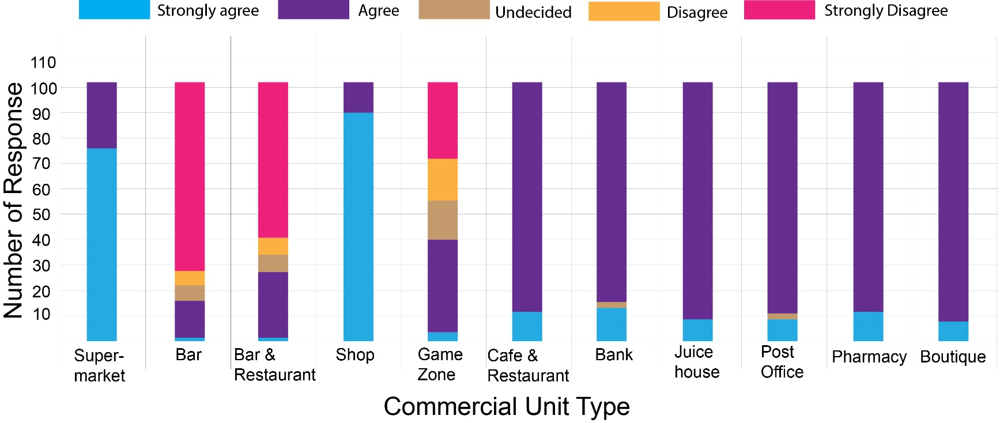 Strongly agree Agree Undecided Disagree Strongly Disagree
Number of Response
110
100
90
80
70
60
50
40
30
20
10
Super-
market
Bar
Bar &
Restaurant
Shop
Game
Zone
Cafe &
Restaurant
Bank
Juice
house
Post
Office
Pharmacy
Boutique
Commercial Unit Type